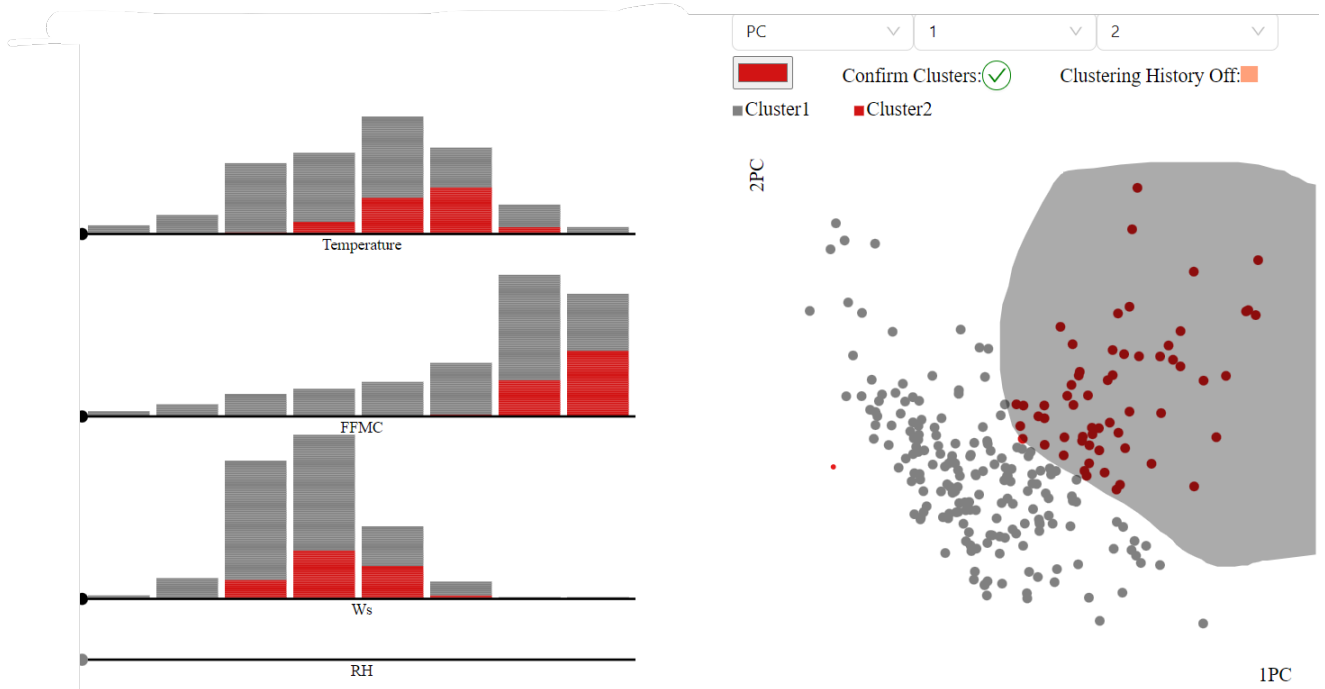 PC 1 2
Confirm Clusters: Clustering History Off:
Cluster1 Cluster2
2PC
Temperature
FFMC
Ws
RH
1PC